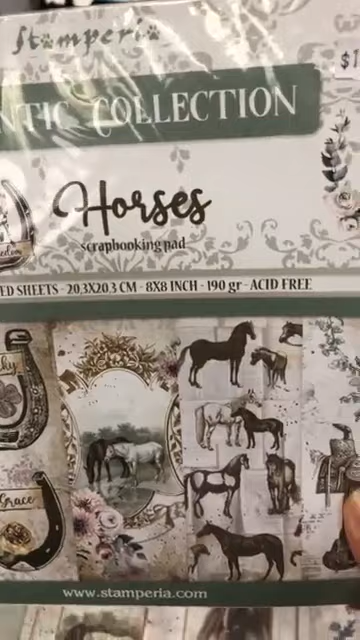 Stamperia
$1
NTIC COLLECTION
Horses
scrapbooking pad
ED SHEETS - 20,3X20.3 CM - 8X8 INCH - 190 gr - ACID FREE
Grace
www.stamperia.com